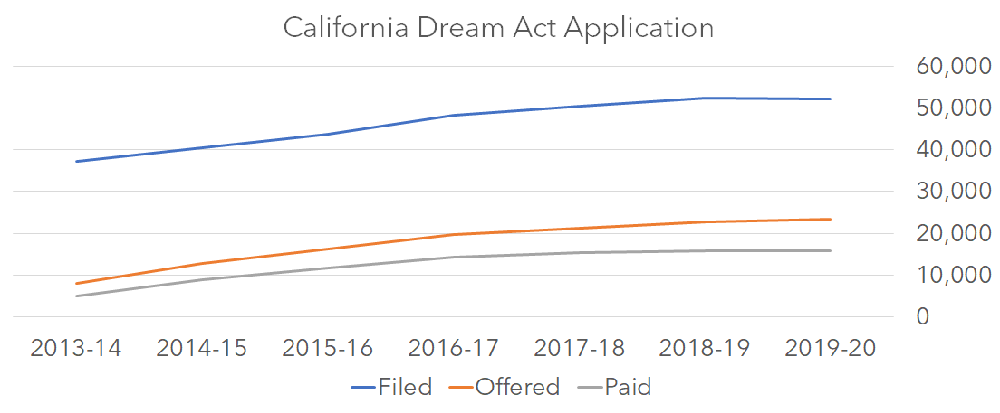 California Dream Act Application
60,000
50,000
40,000
30,000
20,000
10,000
0
2013-14 2014-15 2015-16 2016-17 2017-18 2018-19 2019-20
Filed Offered Paid